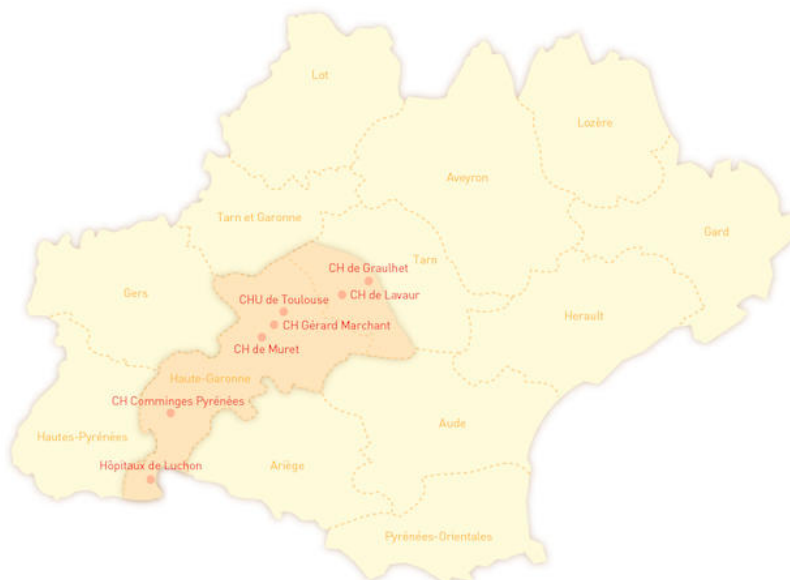 Lot
Lozère
Aveyron
Tarn et Garonne
Gard
Tarn
CH de Graulhet
Gers
CH de Lavaur
CHU de Toulouse
Herault
CH Gérard Marchant
CH de Muret
Haute-Garonne
CH Comminges Pyrénées
Aude
Hautes-Pyrénées
Hôpitaux de Luchon
Ariège
Pyrénées-Orientales